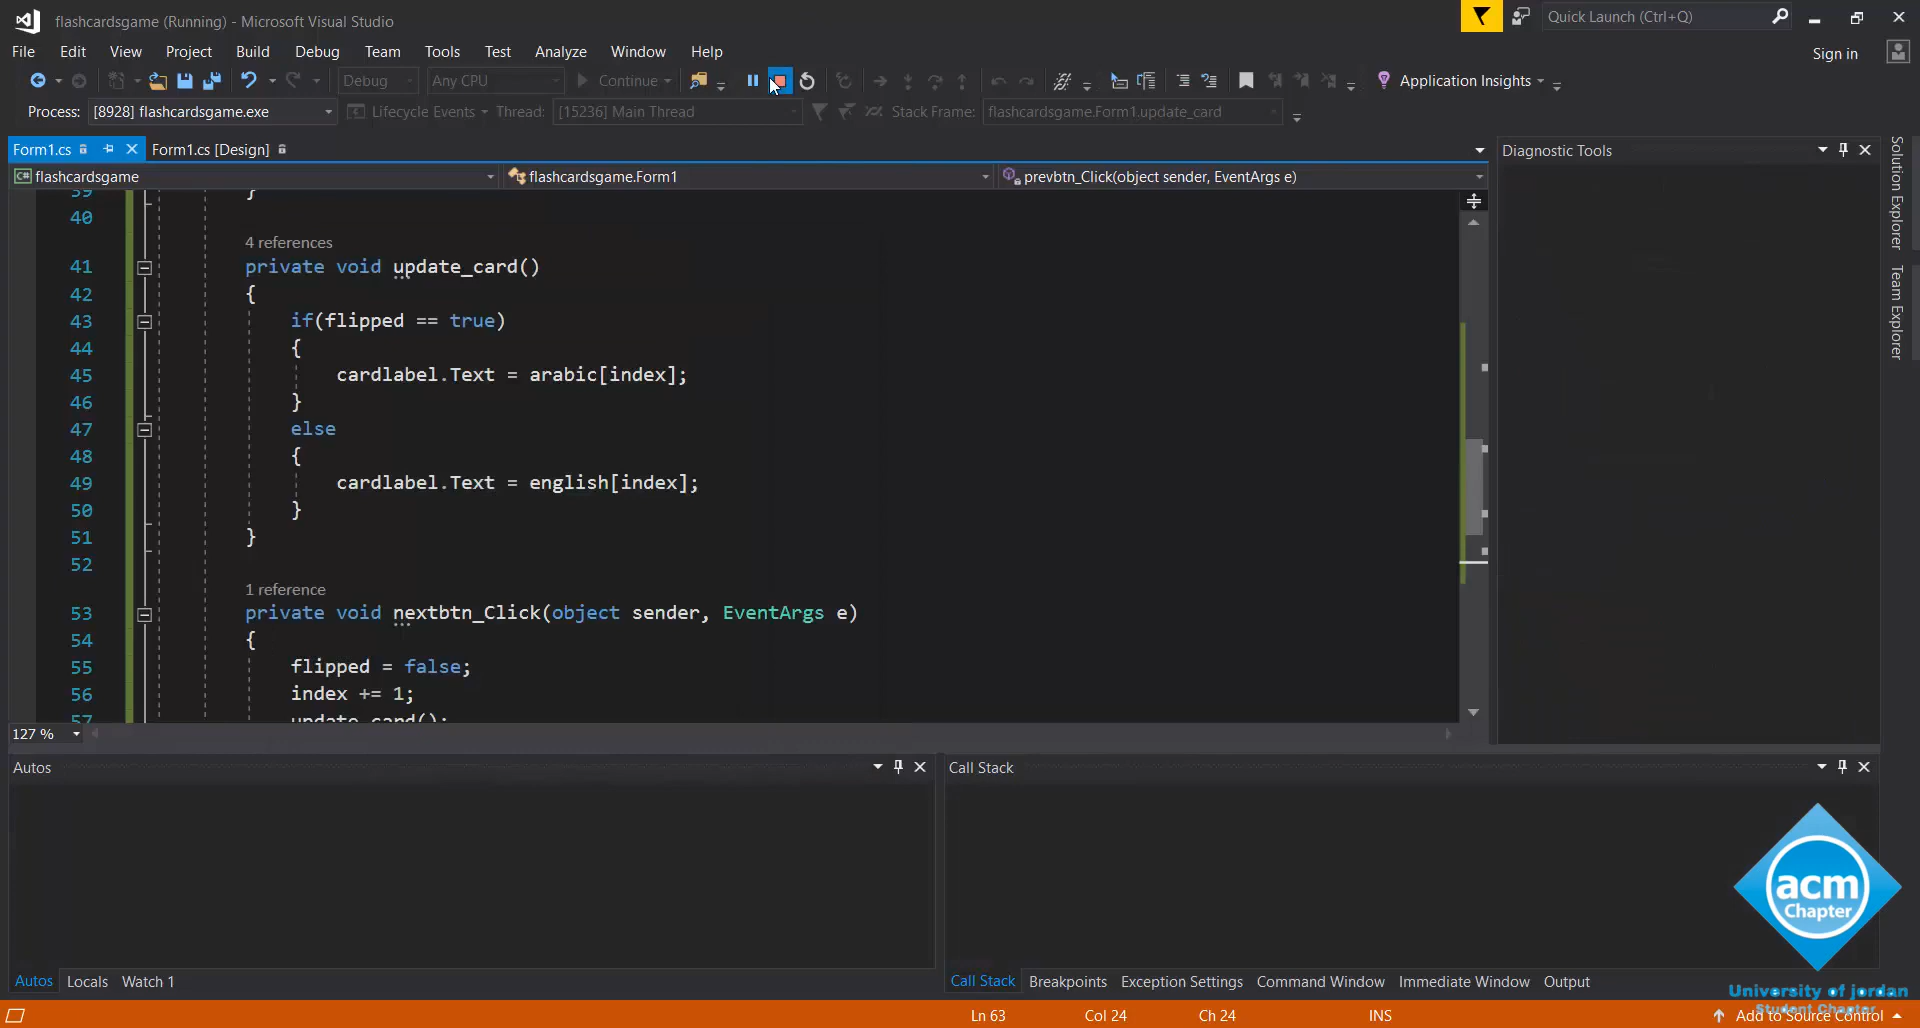 flashcardsgame (Running) - Microsoft Visual Studio
Quick Launch (Ctrl+Q)
File Edit View Project Build Debug Team Tools Test Analyze Window Help
Sign in
Debug Any CPU Continue Application Insights
Process: [8928] flashcardsgame.exe Lifecycle Events Thread: [15236] Main Thread Stack Frame: flashcardsgame.Form1.update_card
Form1.cs Form1.cs [Design]
Diagnostic Tools
flashcardsgame flashcardsgame.Form1 prevbtn_Click(object sender, EventArgs e)
Solution Explorer
Team Explorer
39 }
40
4 references
41 private void update_card()
42 {
43 if(flipped == true)
44 {
45 cardlabel.Text = arabic[index];
46 }
47 else
48 {
49 cardlabel.Text = english[index];
50 }
51 }
52
1 reference
53 private void nextbtn_Click(object sender, EventArgs e)
54 {
55 flipped = false;
56 index += 1;
57 update_card();
127 %
Autos
Call Stack
acm
Chapter
Autos Locals Watch 1
Call Stack Breakpoints Exception Settings Command Window Immediate Window Output
University of jordan
Student Chapter
Ln 63 Col 24 Ch 24 INS Add to Source Control